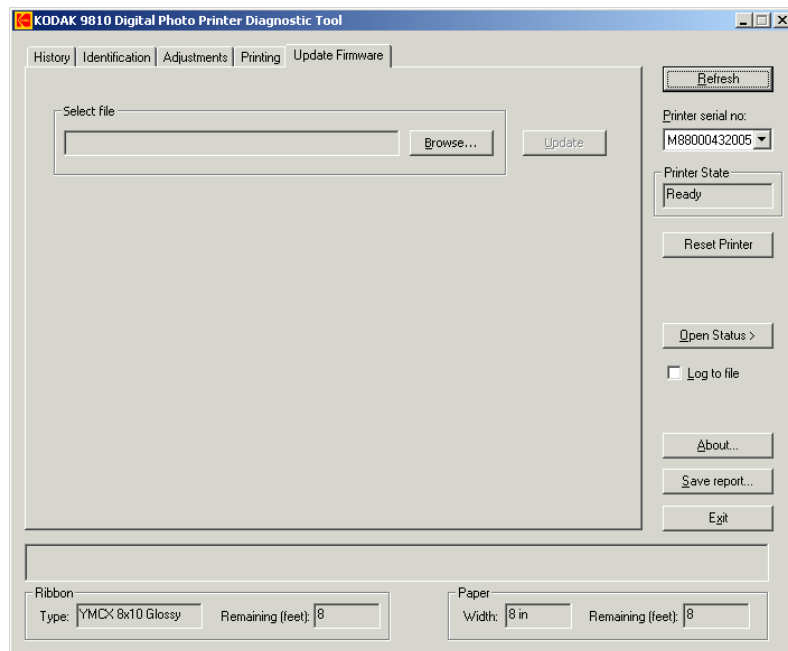 KODAK 9810 Digital Photo Printer Diagnostic Tool
History Identification Adjustments Printing Update Firmware
Refresh
Select file
Browse...
Update
Printer serial no:
M88000432005
Printer State
Ready
Reset Printer
Open Status >
Log to file
About...
Save report...
Exit
Ribbon
Type: YMCX 8x10 Glossy Remaining (feet): 8
Paper
Width: 8 in Remaining (feet): 8